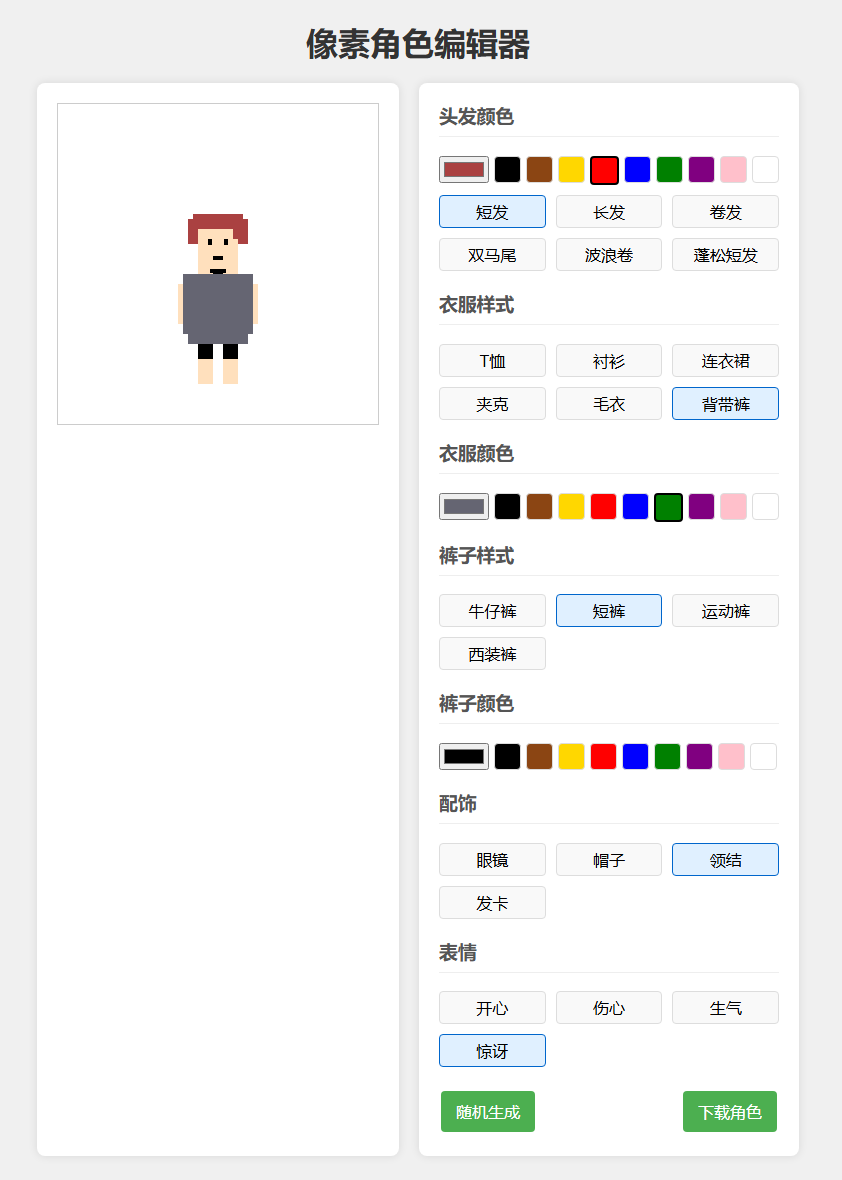 像素角色编辑器
头发颜色
短发 长发 卷发
双马尾 波浪卷 蓬松短发
衣服样式
T恤 衬衫 连衣裙
夹克 毛衣 背带裤
衣服颜色
裤子样式
牛仔裤 短裤 运动裤
西装裤
裤子颜色
配饰
眼镜 帽子 领结
发卡
表情
开心 伤心 生气
惊讶
随机生成 下载角色